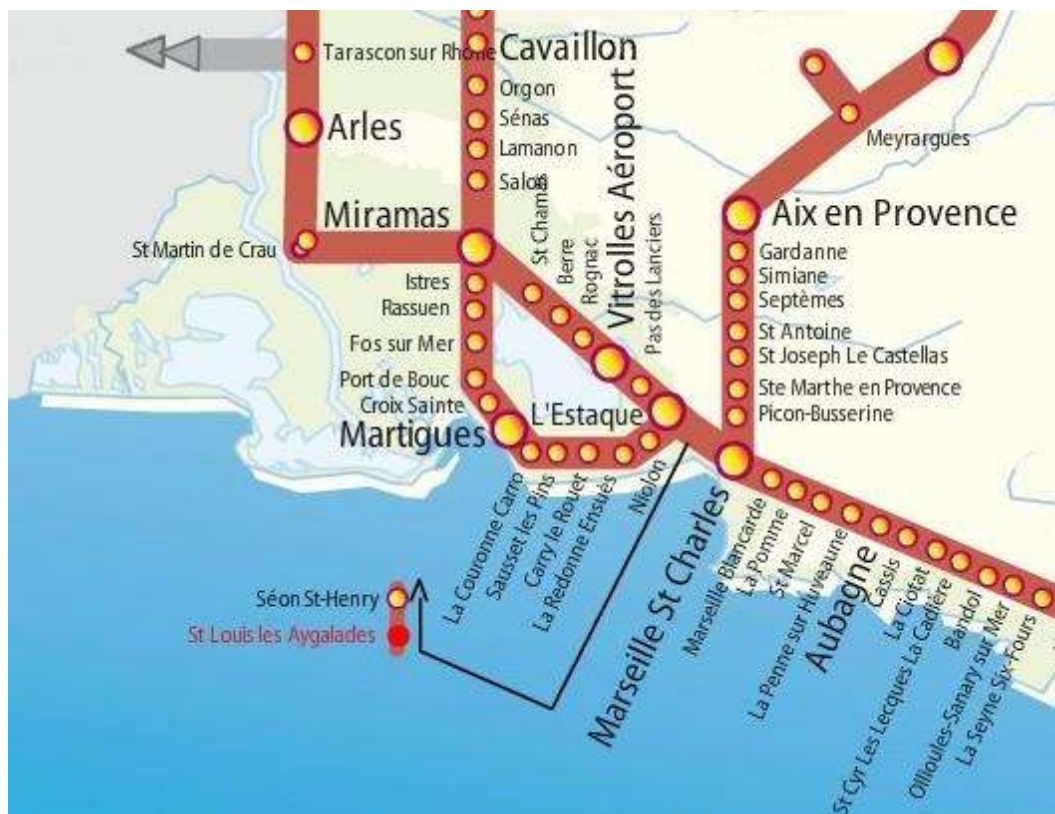 Tarascon sur Rhône
Cavaillon
Orgon
Sénas
Lamanon
Salon
Arles
Miramas
St Martin de Crau
St Chamas
Berre
Rognac
Vitrolles Aéroport
Pas des Lanciers
Meyrargues
Aix en Provence
Gardanne
Simiane
Septèmes
St Antoine
St Joseph Le Castellas
Ste Marthe en Provence
Picon-Busserine
Istres
Rassuen
Fos sur Mer
Port de Bouc
Croix Sainte
Martigues
L'Estaque
La Couronne Carro
Sausset les Pins
Carry le Rouet
La Redonne Ensuès
Niolon
Marseille St Charles
Marseille Blancarde
La Pomme
St Marcel
La Penne sur Huveaune
Aubagne
Cassis
La Ciotat
St Cyr Les Lecques La Cadière
Bandol
Ollioules-Sanary sur Mer
La Seyne Six-Fours
Séon St-Henry
St Louis les Aygalades